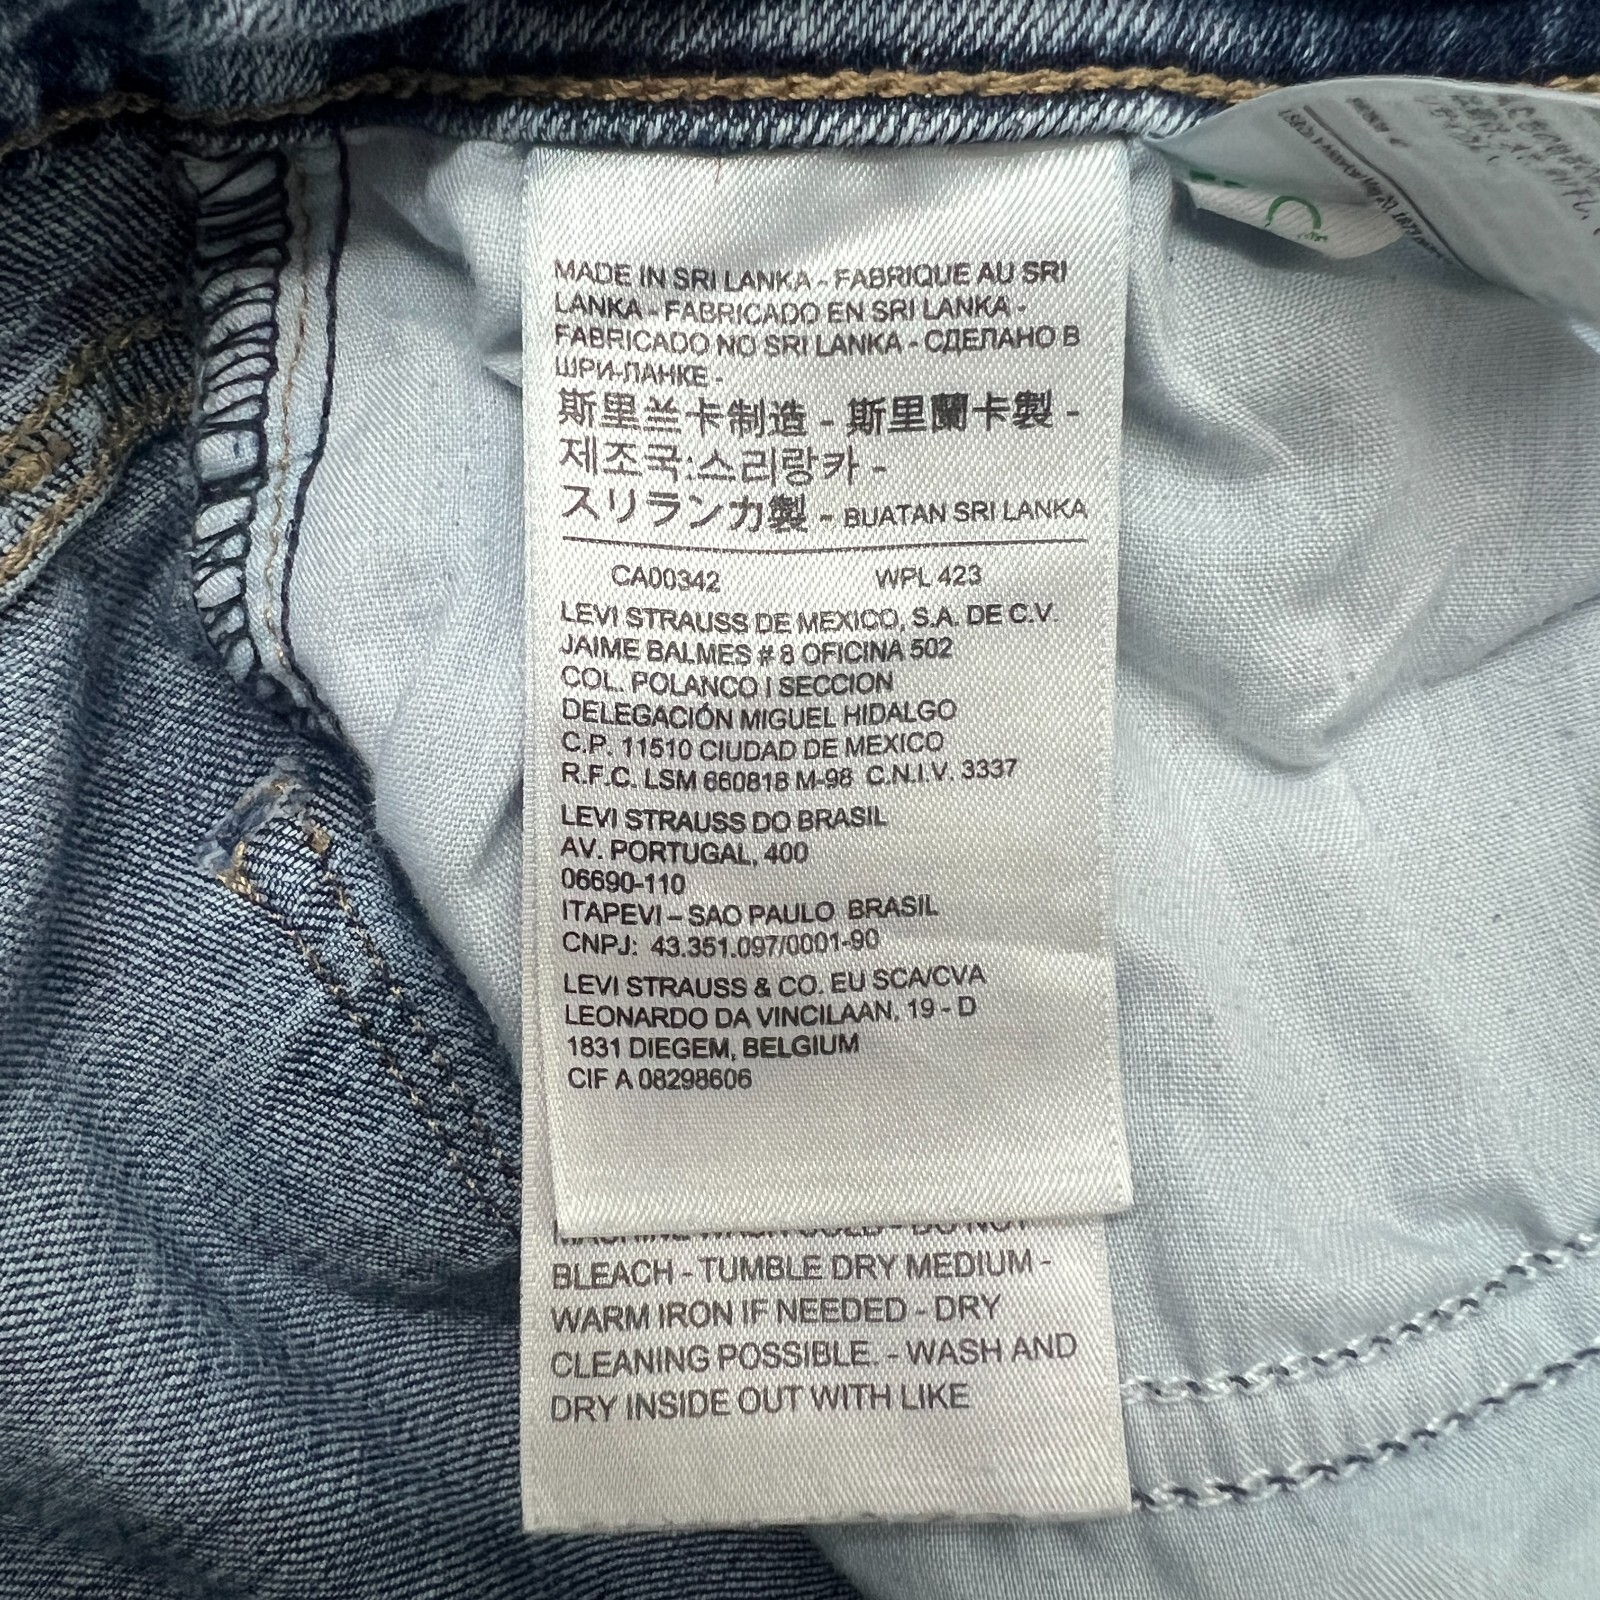 MADE IN SRI LANKA - FABRIQUE AU SRI
LANKA - FABRICADO EN SRI LANKA -
FABRICADO NO SRI LANKA - СДЕЛАНО В
ШРИ-ЛАНКЕ -
斯里兰卡制造 - 斯里蘭卡製 -
제조국:스리랑카 -
スリランカ製 - BUATAN SRI LANKA
CA00342 WPL 423
LEVI STRAUSS DE MEXICO, S.A. DE C.V.
JAIME BALMES # 8 OFICINA 502
COL. POLANCO I SECCION
DELEGACIÓN MIGUEL HIDALGO
C.P. 11510 CIUDAD DE MEXICO
R.F.C. LSM 860818 M-98 C.N.I.V. 3337
LEVI STRAUSS DO BRASIL
AV. PORTUGAL, 400
06690-110
ITAPEVI – SAO PAULO BRASIL
CNPJ: 43.351.097/0001-90
LEVI STRAUSS & CO. EU SCA/CVA
LEONARDO DA VINCILAAN, 19 - D
1831 DIEGEM, BELGIUM
CIF A 08298606
MACHINE WASH COLD - DO NOT
BLEACH - TUMBLE DRY MEDIUM -
WARM IRON IF NEEDED - DRY
CLEANING POSSIBLE. - WASH AND
DRY INSIDE OUT WITH LIKE